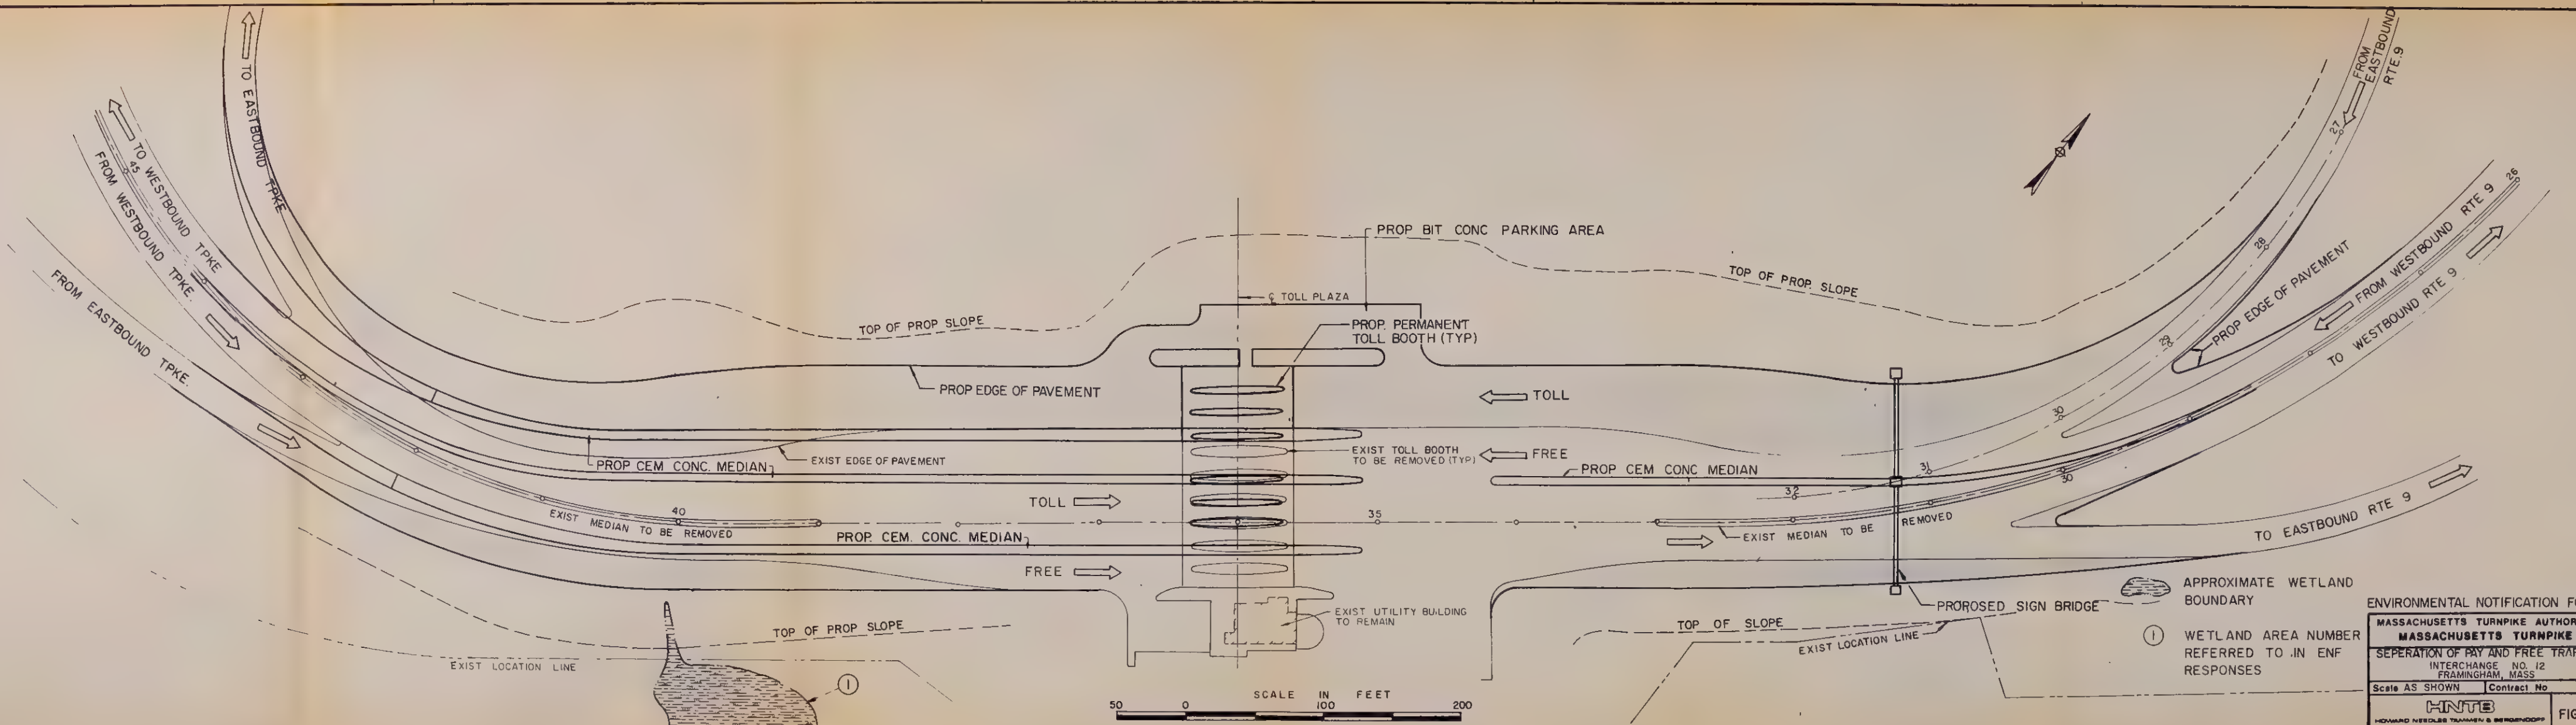 TO EASTBOUND TPKE
TO WESTBOUND TPKE
45
FROM WESTBOUND TPKE.
FROM EASTBOUND TPKE.
TOP OF PROP SLOPE
PROP EDGE OF PAVEMENT
PROP CEM CONC. MEDIAN
EXIST EDGE OF PAVEMENT
EXIST MEDIAN TO BE REMOVED
40
PROP. CEM. CONC. MEDIAN
TOLL
FREE
TOP OF PROP SLOPE
EXIST LOCATION LINE
1
PROP BIT CONC PARKING AREA
℄ TOLL PLAZA
PROP. PERMANENT
TOLL BOOTH (TYP)
TOLL
EXIST TOLL BOOTH
TO BE REMOVED (TYP)
FREE
35
EXIST UTILITY BUILDING
TO REMAIN
SCALE IN FEET
50 0 100 200
TOP OF PROP. SLOPE
PROP CEM CONC MEDIAN
32
31
30
29
28
27
30
26
EXIST MEDIAN TO BE REMOVED
FROM
EASTBOUND
RTE.9
PROP EDGE OF PAVEMENT
FROM WESTBOUND RTE 9
TO WESTBOUND RTE 9
TO EASTBOUND RTE 9
PROROSED SIGN BRIDGE
TOP OF SLOPE
EXIST LOCATION LINE
APPROXIMATE WETLAND
BOUNDARY
1 WETLAND AREA NUMBER
REFERRED TO IN ENF
RESPONSES
ENVIRONMENTAL NOTIFICATION
MASSACHUSETTS TURNPIKE
MASSACHUSETTS TURNPIKE
SEPERATION OF PAY AND FREE
INTERCHANGE NO. 12
FRAMINGHAM, MASS
Scale AS SHOWN Contract No
HNTB
HOWARD NEEDLES TAMMEN & BERGENDOFF